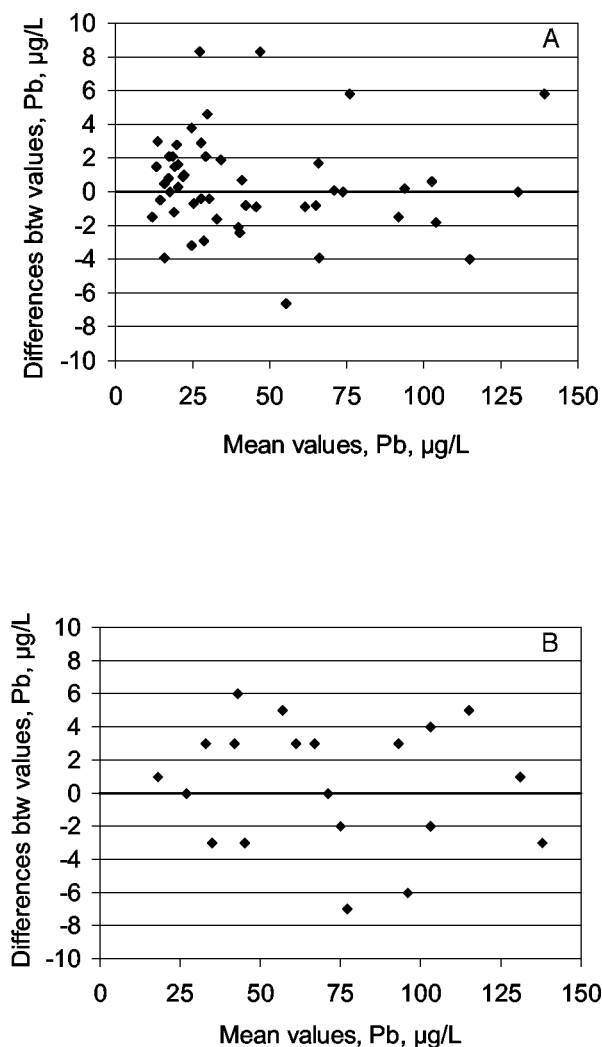 A
Differences btw values, Pb, µg/L
10
8
6
4
2
0
-2
-4
-6
-8
-10
0 25 50 75 100 125 150
Mean values, Pb, µg/L
B
Differences btw values, Pb, µg/L
10
8
6
4
2
0
-2
-4
-6
-8
-10
0 25 50 75 100 125 150
Mean values, Pb, µg/L